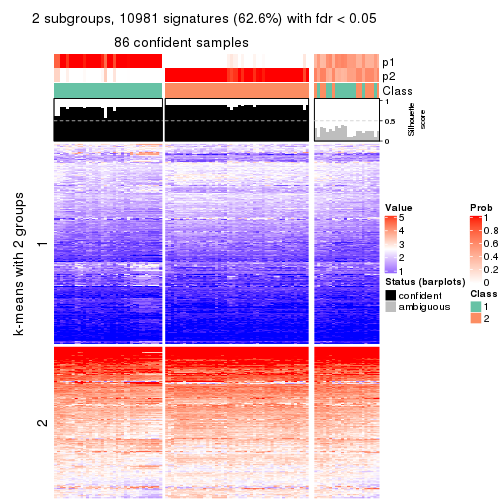 2 subgroups, 10981 signatures (62.6%) with fdr < 0.05
86 confident samples
p1
p2
Class
1
0.5
0
Silhouette
score
k-means with 2 groups
1
2
Value
5
4
3
2
1
Status (barplots)
confident
ambiguous
Prob
1
0.8
0.6
0.4
0.2
0
Class
1
2